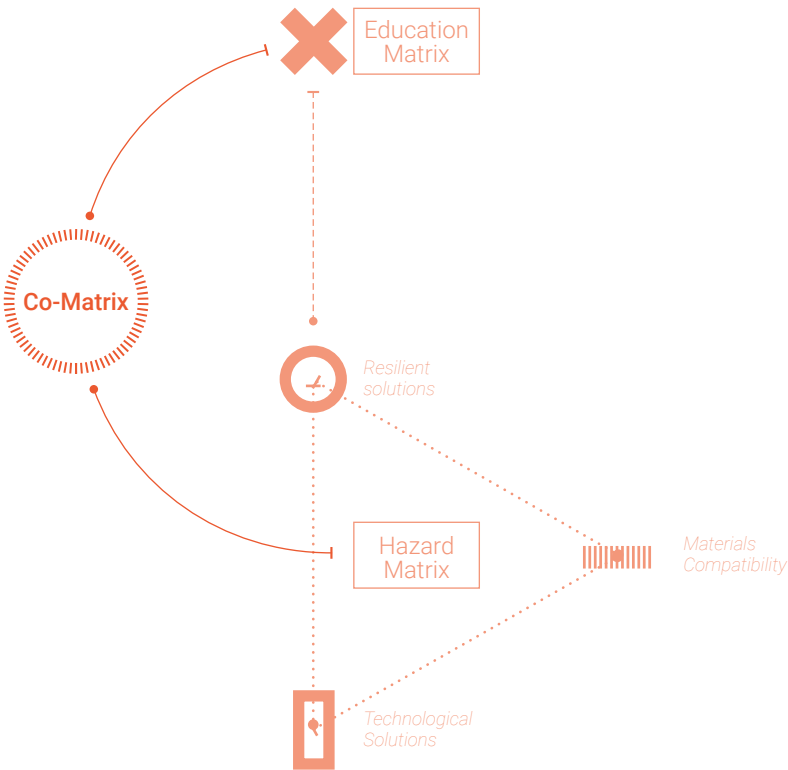 Education
Matrix
Co-Matrix
Resilient
solutions
Hazard
Matrix
Materials
Compatibility
Technological
Solutions